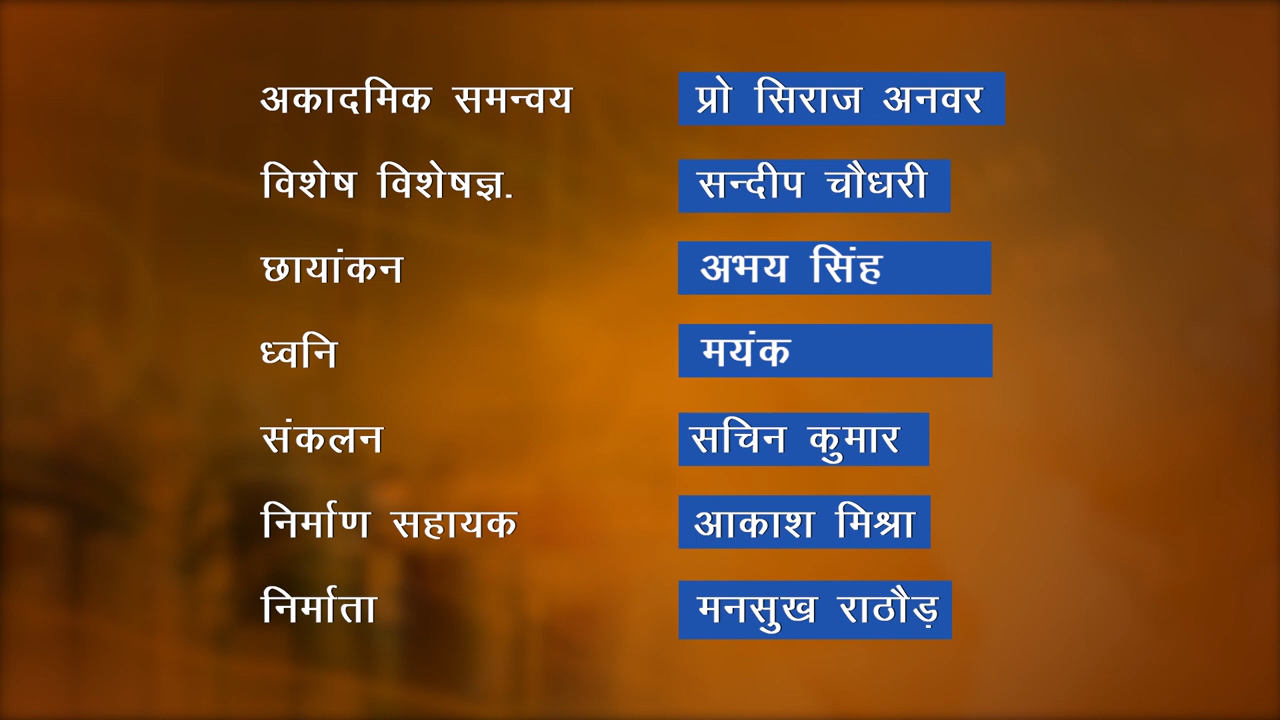 अकादमिक समन्वय प्रो सिराज अनवर
विशेष विशेषज्ञ. सन्दीप चौधरी
छायांकन अभय सिंह
ध्वनि मयंक
संकलन सचिन कुमार
निर्माण सहायक आकाश मिश्रा
निर्माता मनसुख राठौड़